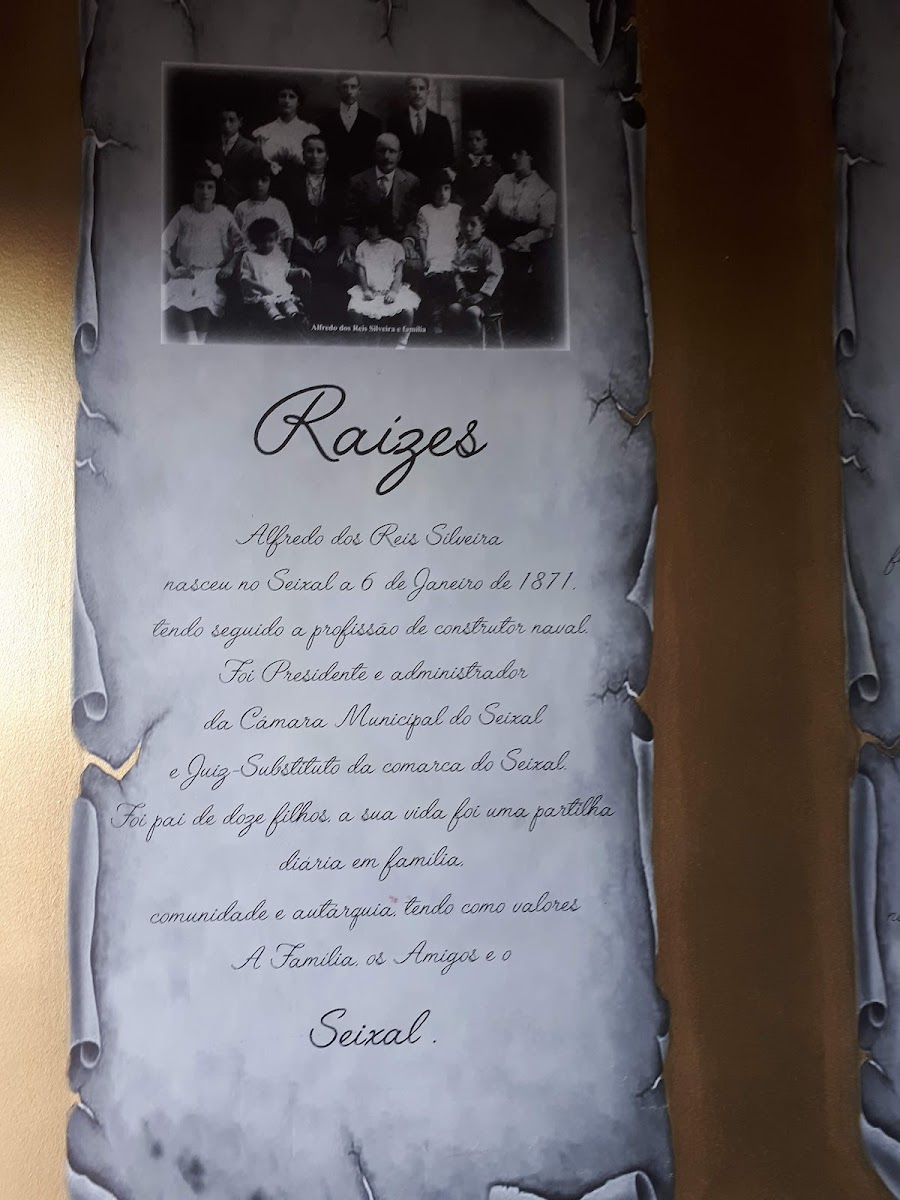 Alfredo dos Reis Silveira e família
Raízes
Alfredo dos Reis Silveira
nasceu no Seixal a 6 de Janeiro de 1871,
tendo seguido a profissão de construtor naval.
Foi Presidente e administrador
da Câmara Municipal do Seixal
e Juiz-Substituto da comarca do Seixal.
Foi pai de doze filhos, a sua vida foi uma partilha
diária em família,
comunidade e autarquia, tendo como valores
A Família, os Amigos e o
Seixal .